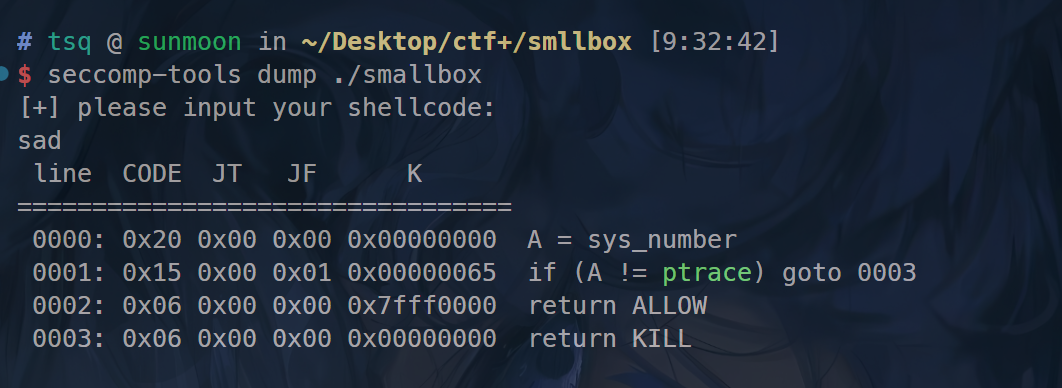 # tsq @ sunmoon in ~/Desktop/ctf+/smllbox [9:32:42]
$ seccomp-tools dump ./smallbox
[+] please input your shellcode:
sad
 line  CODE  JT   JF      K
=================================
 0000: 0x20 0x00 0x00 0x00000000  A = sys_number
 0001: 0x15 0x00 0x01 0x00000065  if (A != ptrace) goto 0003
 0002: 0x06 0x00 0x00 0x7fff0000  return ALLOW
 0003: 0x06 0x00 0x00 0x00000000  return KILL